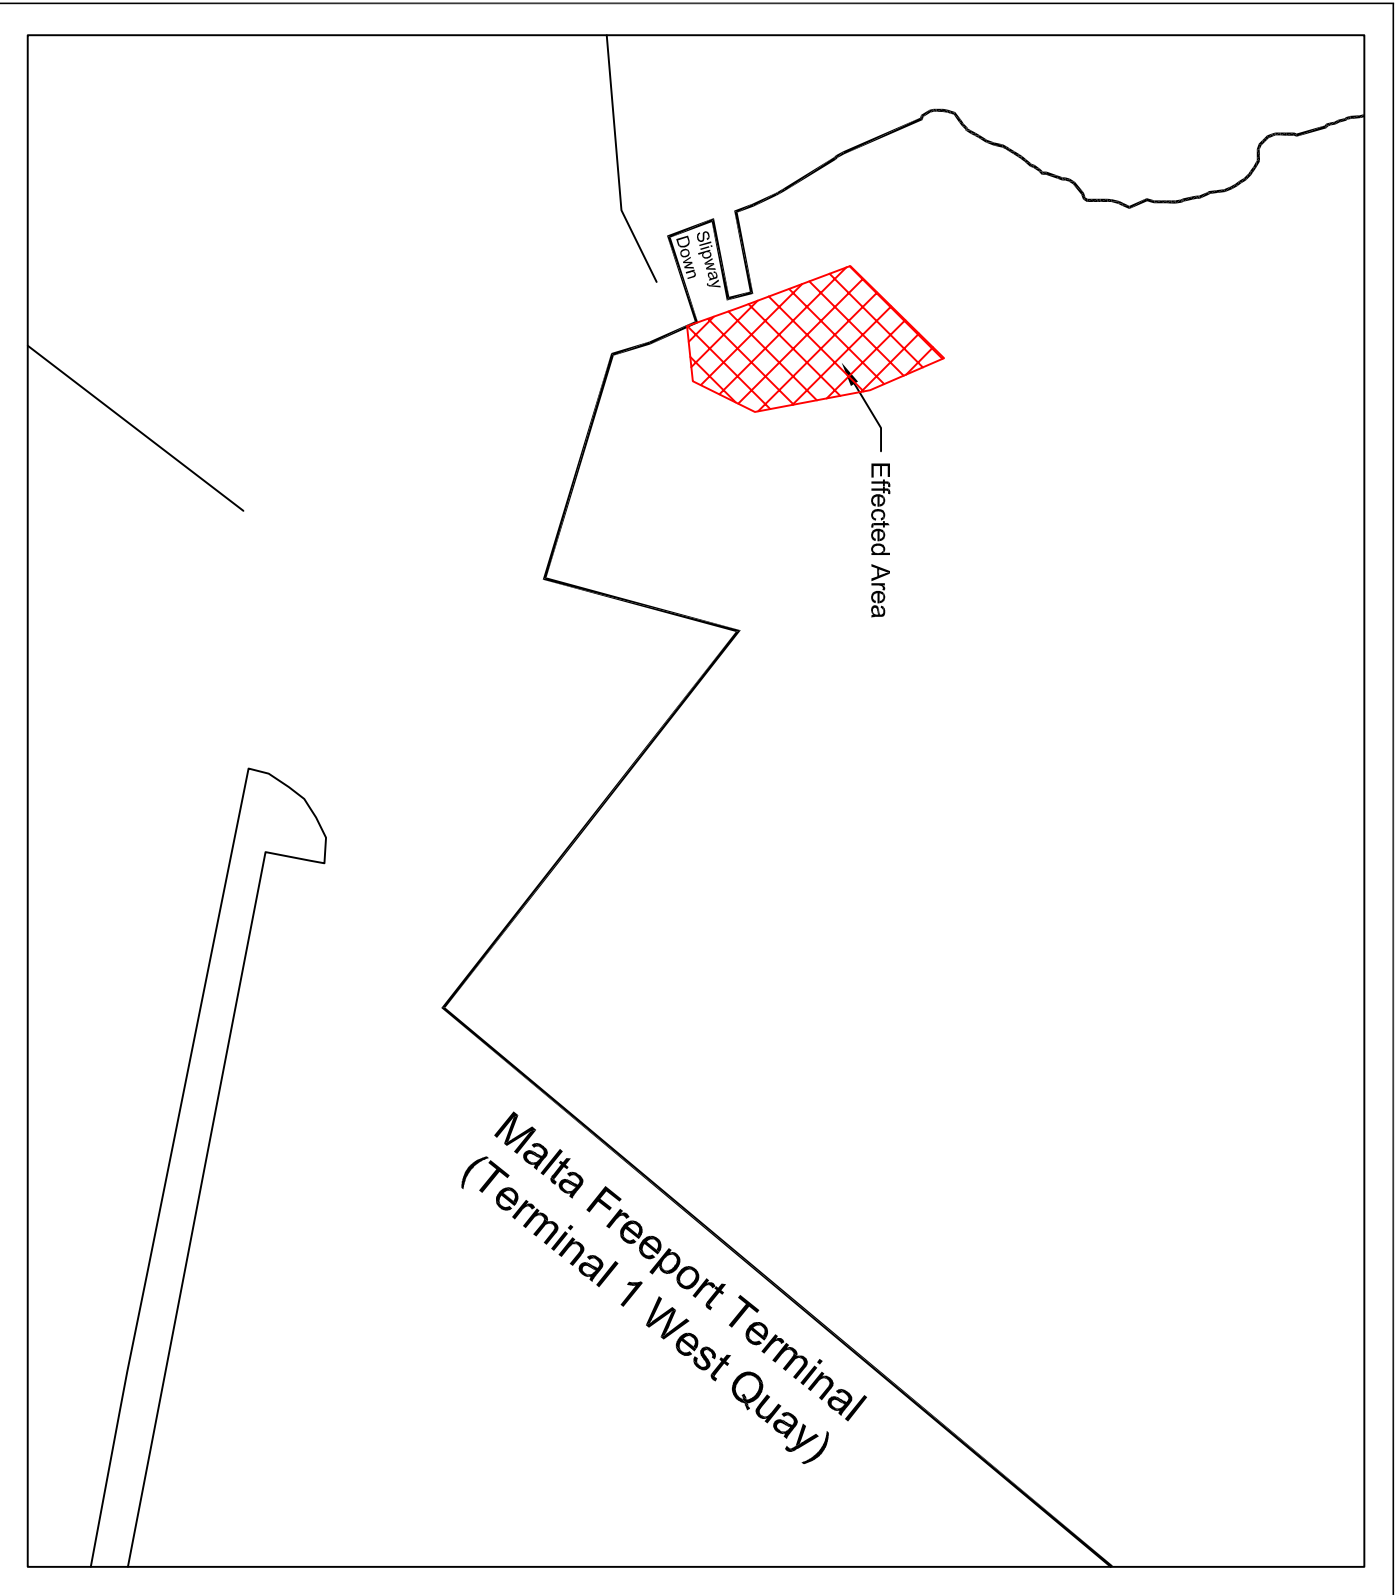 Slipway
Down
Effected Area
Malta Freeport Terminal
(Terminal 1 West Quay)